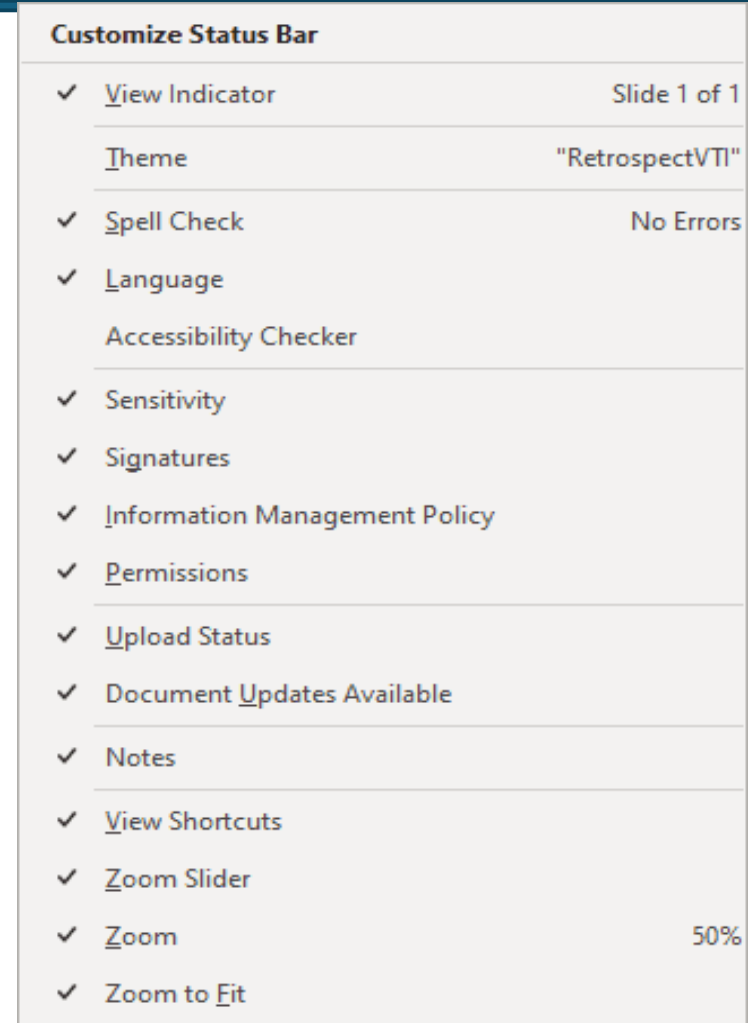 Customize Status Bar
✓ View Indicator Slide 1 of 1
Theme "RetrospectVTI"
✓ Spell Check No Errors
✓ Language
Accessibility Checker
✓ Sensitivity
✓ Signatures
✓ Information Management Policy
✓ Permissions
✓ Upload Status
✓ Document Updates Available
✓ Notes
✓ View Shortcuts
✓ Zoom Slider
✓ Zoom 50%
✓ Zoom to Fit